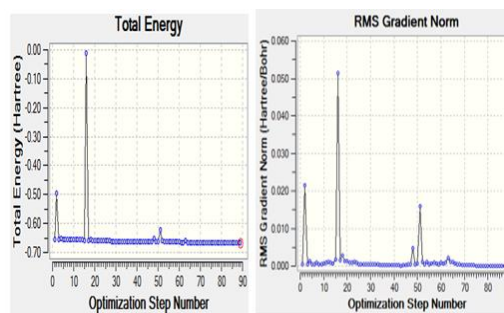 Total Energy
Total Energy (Hartree)
0.00
-0.10
-0.20
-0.30
-0.40
-0.50
-0.60
-0.70
0 10 20 30 40 50 60 70 80 90
Optimization Step Number
RMS Gradient Norm
RMS Gradient Norm (Hartree/Bohr)
0.060
0.050
0.040
0.030
0.020
0.010
0.000
0 10 20 30 40 50 60 70 80
Optimization Step Number